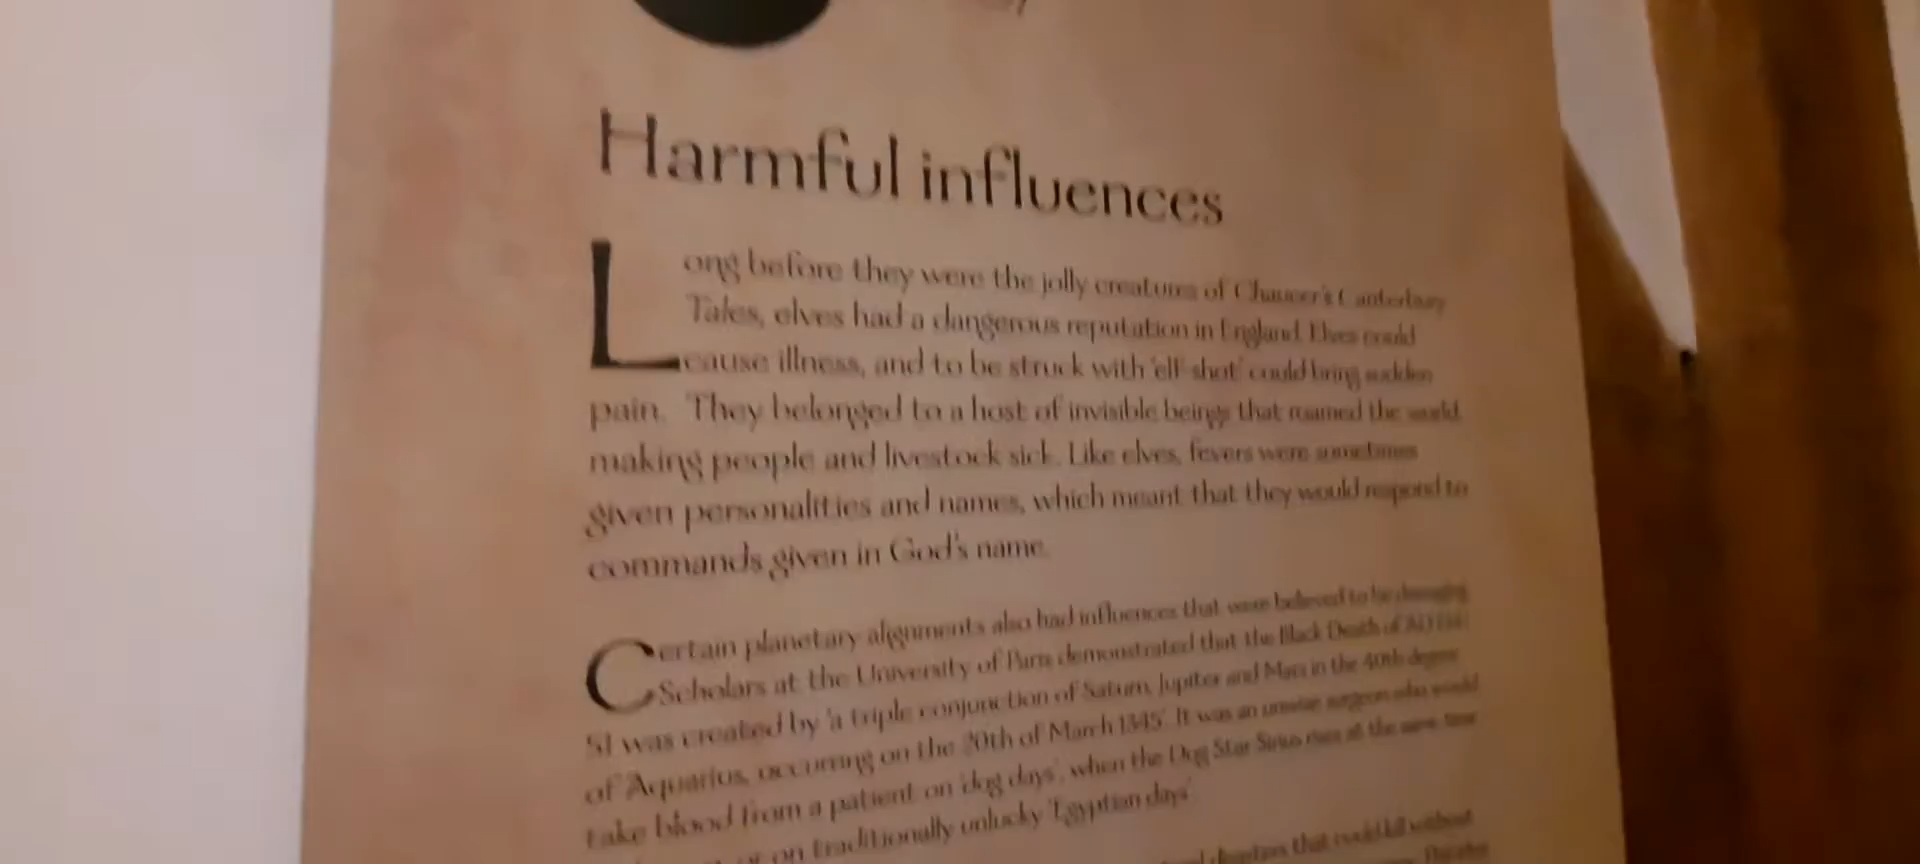 Harmful influences
Long before they were the jolly creatures of Chaucer's Canterbury
Tales, elves had a dangerous reputation in England. Elves could
cause illness, and to be struck with 'elf-shot' could bring sudden
pain. They belonged to a host of invisible beings that roamed the world
making people and livestock sick. Like elves, fevers were sometimes
given personalities and names, which meant that they would respond to
commands given in God's name.
Certain planetary alignments also had influences that were believed to be damaging.
Scholars at the University of Paris demonstrated that the Black Death of AD
51 was created by 'a triple conjunction of Saturn, Jupiter and Mars in the 40th degree
of Aquarius, occurring on the 20th of March 1345'. It was an unwise surgeon who would
take blood from a patient on 'dog days', when the Dog Star Sirius rises at the same time
or on traditionally unlucky 'Egyptian days'.
that could kill without